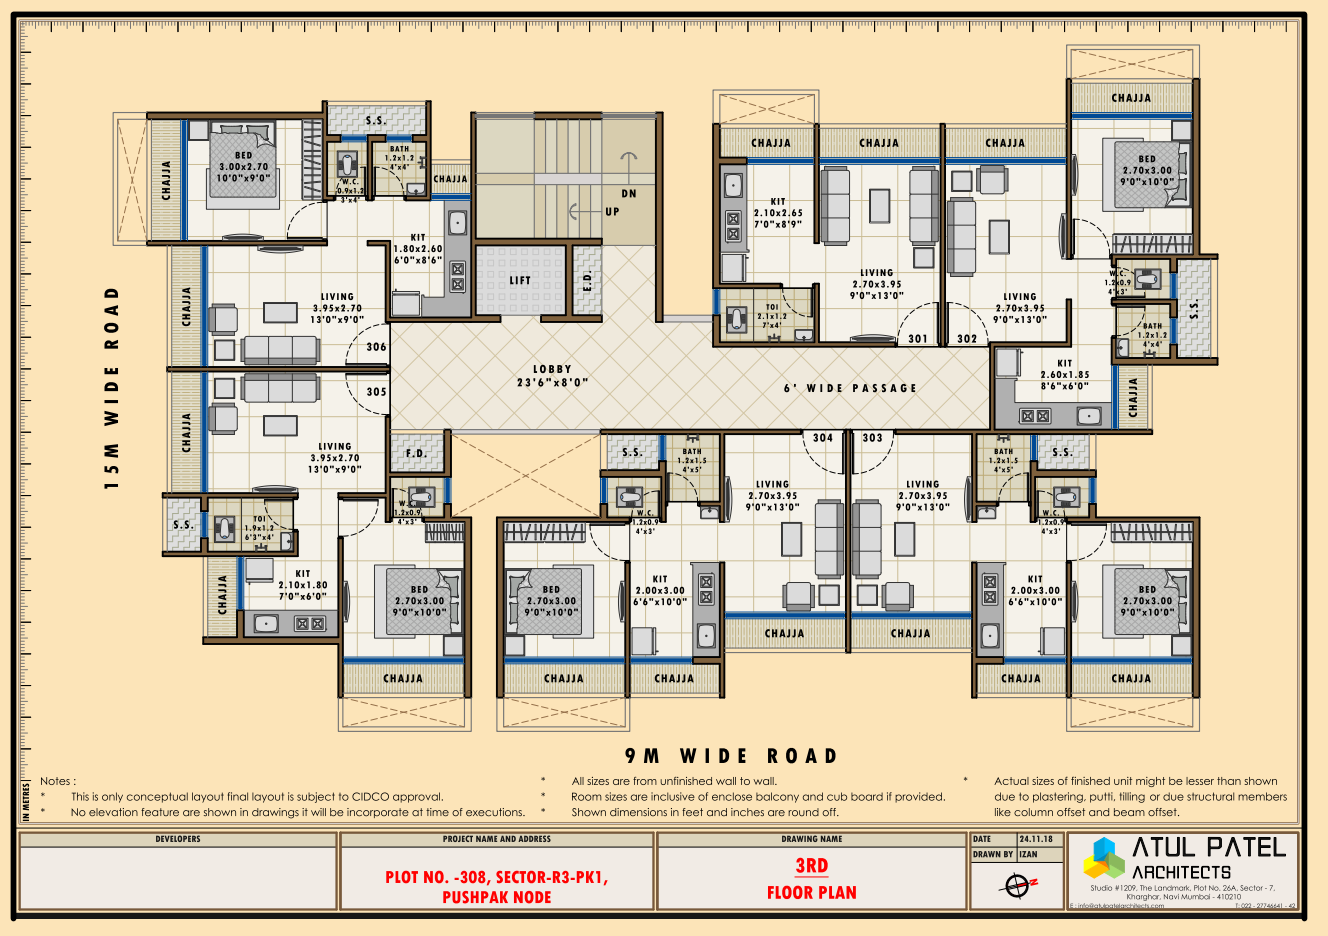 CHAJJA
BED
3.00x2.70
10'0"x9'0"
S.S.
W.C.
0.9x1.2
3'x4'
BATH
1.2x1.2
4'x4'
CHAJJA
KIT
1.80x2.60
6'0"x8'6"
CHAJJA
LIVING
3.95x2.70
13'0"x9'0"
306
DN
UP
LIFT
E.D.
LOBBY
23'6"x8'0"
6' WIDE PASSAGE
CHAJJA
CHAJJA
CHAJJA
CHAJJA
KIT
2.10x2.65
7'0"x8'9"
TOI
2.1x1.2
7'x4'
LIVING
2.70x3.95
9'0"x13'0"
301
302
LIVING
2.70x3.95
9'0"x13'0"
BED
2.70x3.00
9'0"x10'0"
W.C.
1.2x0.9
4'x3'
S.S.
BATH
1.2x1.2
4'x4'
KIT
2.60x1.85
8'6"x6'0"
CHAJJA
15M WIDE ROAD
305
CHAJJA
LIVING
3.95x2.70
13'0"x9'0"
F.D.
W.C.
1.2x0.9
4'x3'
S.S.
TOI
1.9x1.2
6'3"x4'
CHAJJA
KIT
2.10x1.80
7'0"x6'0"
BED
2.70x3.00
9'0"x10'0"
CHAJJA
S.S.
BATH
1.2x1.5
4'x5'
W.C.
1.2x0.9
4'x3'
304
303
LIVING
2.70x3.95
9'0"x13'0"
BED
2.70x3.00
9'0"x10'0"
KIT
2.00x3.00
6'6"x10'0"
CHAJJA
CHAJJA
CHAJJA
LIVING
2.70x3.95
9'0"x13'0"
BATH
1.2x1.5
4'x5'
S.S.
W.C.
1.2x0.9
4'x3'
KIT
2.00x3.00
6'6"x10'0"
BED
2.70x3.00
9'0"x10'0"
CHAJJA
CHAJJA
CHAJJA
9M WIDE ROAD
IN METRES
Notes :
* This is only conceptual layout final layout is subject to CIDCO approval.
* No elevation feature are shown in drawings it will be incorporate at time of executions.
* All sizes are from unfinished wall to wall.
* Room sizes are inclusive of enclose balcony and cub board if provided.
* Shown dimensions in feet and inches are round off.
* Actual sizes of finished unit might be lesser than shown
due to plastering, putti, tilling or due structural members
like column offset and beam offset.
DEVELOPERS
PROJECT NAME AND ADDRESS
PLOT NO. -308, SECTOR-R3-PK1,
PUSHPAK NODE
DRAWING NAME
3RD
FLOOR PLAN
DATE 24.11.18
DRAWN BY IZAN
N
ATUL PATEL
ARCHITECTS
Studio #1209, The Landmark, Plot No. 26A, Sector - 7,
Kharghar, Navi Mumbai - 410210
E : info@atulpatelarchitects.com T: 022 - 27746641 - 42